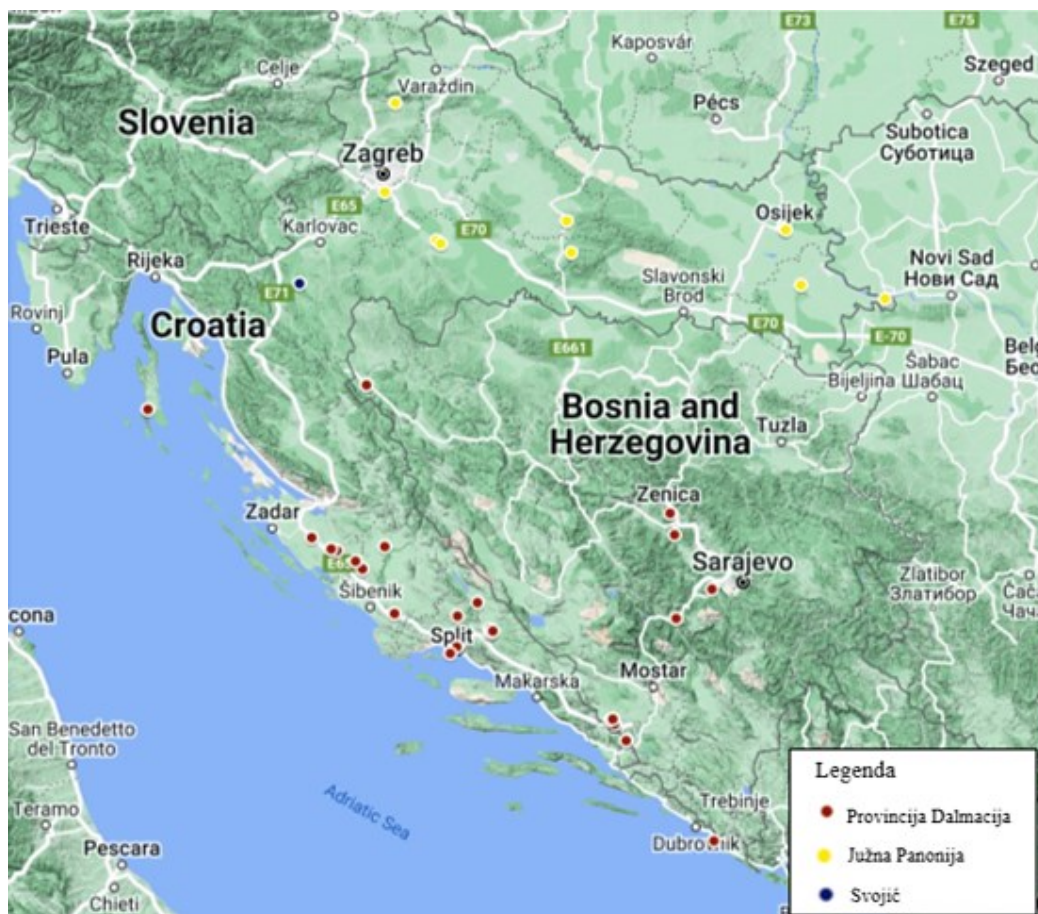 Kaposvár
E73
E75
Szeged
Celje
Varaždin
Pécs
Slovenia
Subotica
Суботица
Zagreb
E65
Trieste
Karlovac
E70
Osijek
Novi Sad
Нови Сад
Rijeka
E71
Slavonski
Brod
Rovinj
Croatia
E70
E-70
Pula
E661
Šabac
Шабац
Bijeljina
Bosnia and
Herzegovina
Tuzla
Zenica
Zadar
Sarajevo
Zlatibor
Златибор
Šibenik
Split
Mostar
Makarska
San Benedetto
del Tronto
Adriatic Sea
Teramo
Trebinje
Pescara
Chieti
Legenda
Provincija Dalmacija
Južna Panonija
Svojić